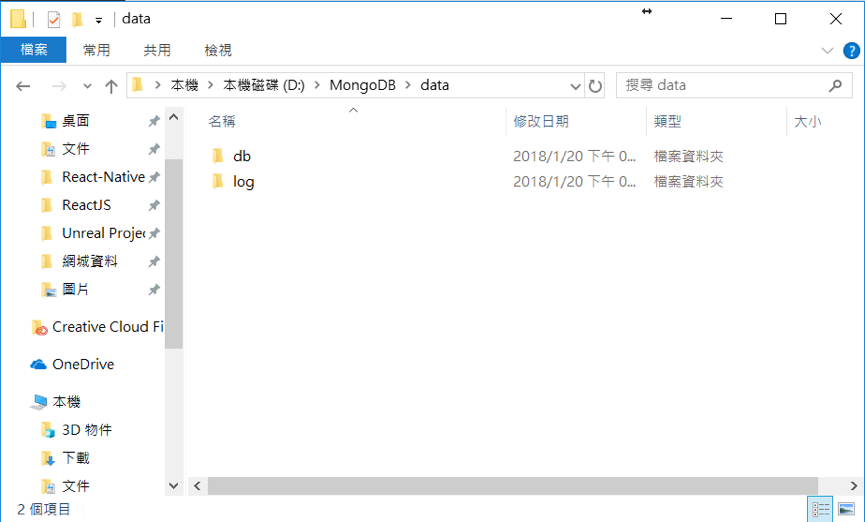 data
檔案 常用 共用 檢視
本機 本機磁碟 (D:) MongoDB data 搜尋 data
名稱 修改日期 類型 大小
db 2018/1/20 下午 0... 檔案資料夾
log 2018/1/20 下午 0... 檔案資料夾
桌面
文件
React-Native
ReactJS
Unreal Projec
網城資料
圖片
Creative Cloud Fi
OneDrive
本機
3D 物件
下載
文件
2 個項目